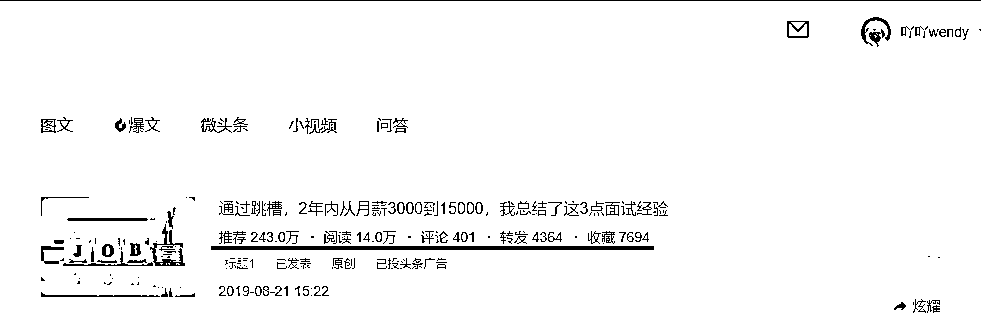 吖吖wendy
图文 爆文 微头条 小视频 问答
通过跳槽，2年内从月薪3000到15000，我总结了这3点面试经验
推荐 243.0万 · 阅读 14.0万 · 评论 401 · 转发 4364 · 收藏 7694
JOB
标题1 已发表 原创 已投头条广告
2019-08-21 15:22
炫耀